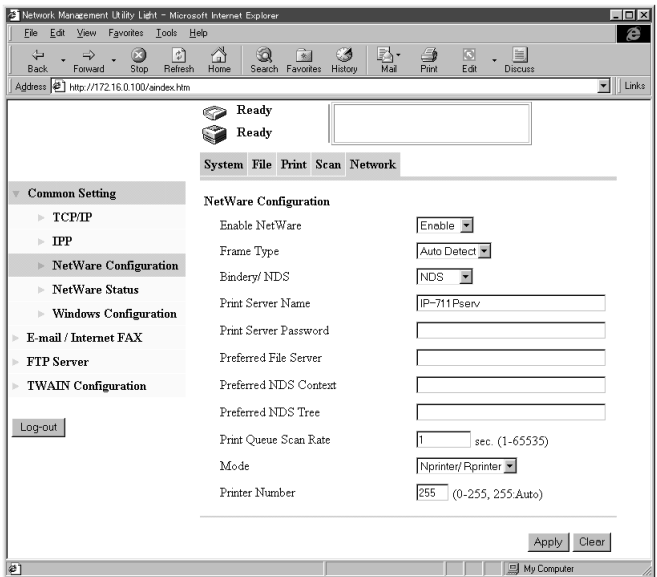 Network Management Utility Light - Microsoft Internet Explorer
File Edit View Favorites Tools Help
Back Forward Stop Refresh Home Search Favorites History Mail Print Edit Discuss
Address http://172.16.0.100/aindex.htm Links
Ready
Ready
System File Print Scan Network
Common Setting
TCP/IP
IPP
NetWare Configuration
NetWare Status
Windows Configuration
E-mail / Internet FAX
FTP Server
TWAIN Configuration
Log-out
NetWare Configuration
Enable NetWare Enable
Frame Type Auto Detect
Bindery/ NDS NDS
Print Server Name IP-711Pserv
Print Server Password
Preferred File Server
Preferred NDS Context
Preferred NDS Tree
Print Queue Scan Rate 1 sec. (1-65535)
Mode Nprinter/Rprinter
Printer Number 255 (0-255, 255:Auto)
Apply Clear
My Computer